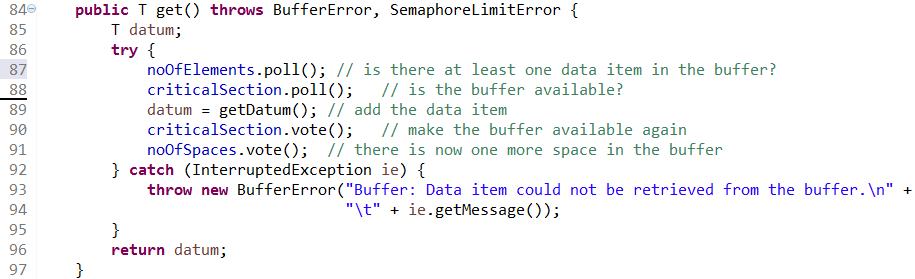 84 public T get() throws BufferError, SemaphoreLimitError {
85 T datum;
86 try {
87 noOfElements.poll(); // is there at least one data item in the buffer?
88 criticalSection.poll();   // is the buffer available?
89 datum = getDatum(); // add the data item
90 criticalSection.vote();   // make the buffer available again
91 noOfSpaces.vote();  // there is now one more space in the buffer
92 } catch (InterruptedException ie) {
93 throw new BufferError("Buffer: Data item could not be retrieved from the buffer.\n" +
94 "\t" + ie.getMessage());
95 }
96 return datum;
97 }